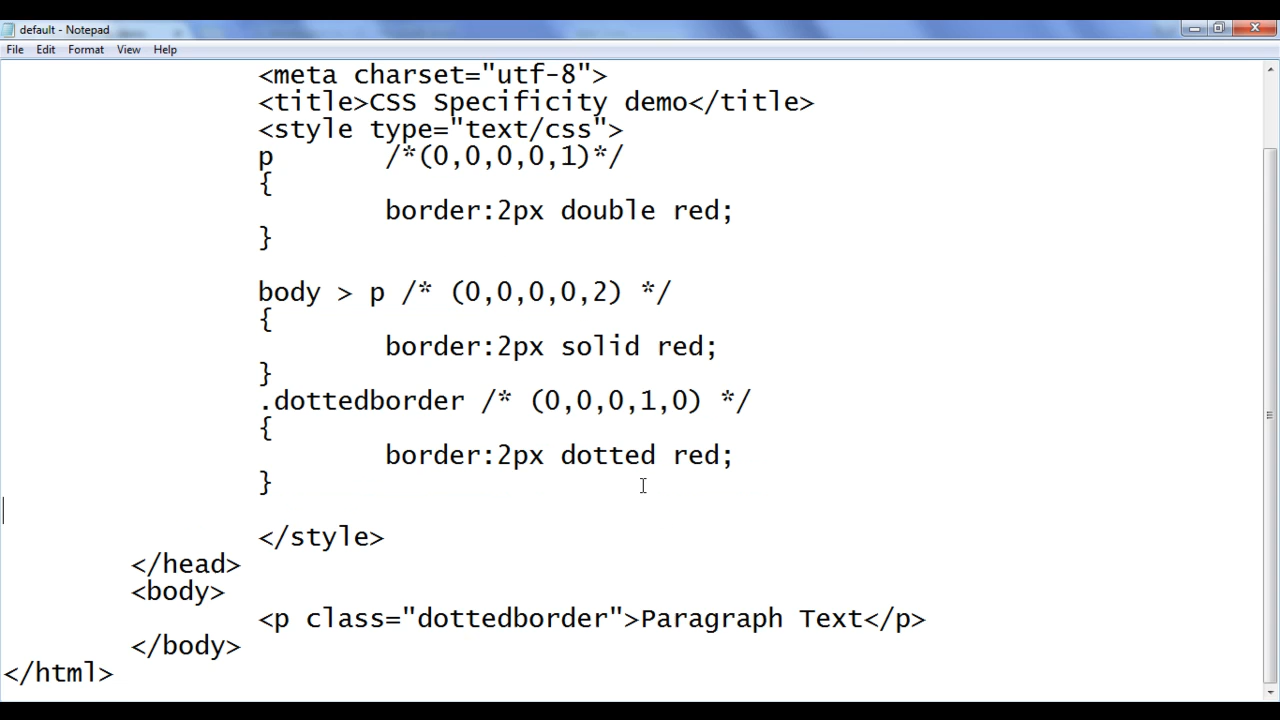 default - Notepad
File Edit Format View Help
<meta charset="utf-8">
<title>CSS Specificity demo</title>
<style type="text/css">
p /*(0,0,0,0,1)*/
{
border:2px double red;
}
body > p /* (0,0,0,0,2) */
{
border:2px solid red;
}
.dottedborder /* (0,0,0,1,0) */
{
border:2px dotted red;
}
</style>
</head>
<body>
<p class="dottedborder">Paragraph Text</p>
</body>
</html>